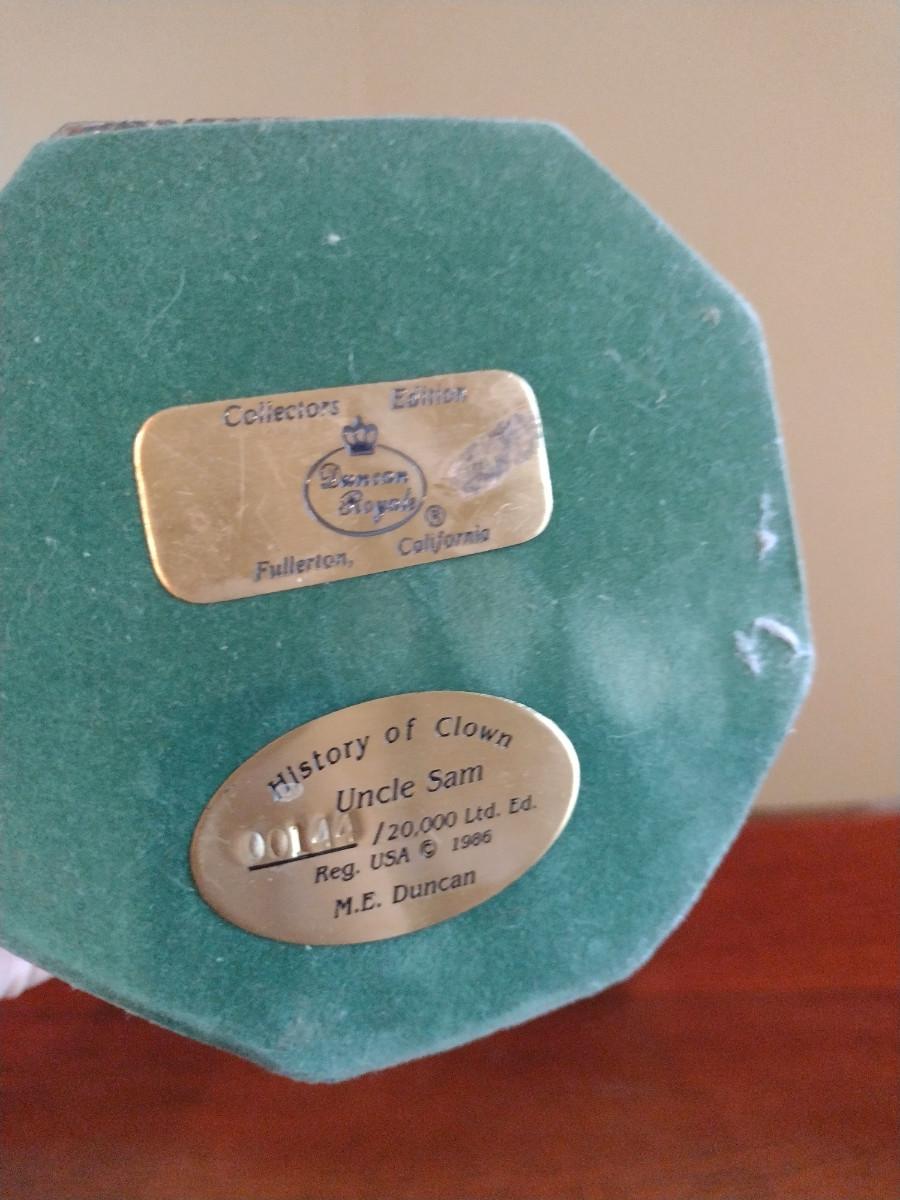 Collectors Edition
Duncan
Royale ®
Fullerton, California
History of Clown
Uncle Sam
00144 /20,000 Ltd. Ed.
Reg. USA © 1986
M.E. Duncan